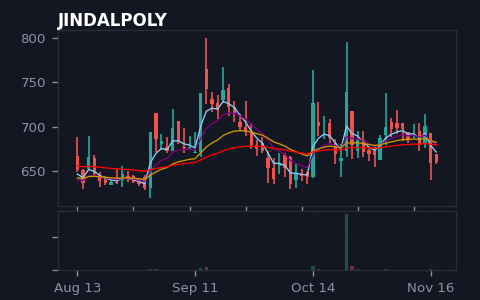 JINDALPOLY
800
750
700
650
Aug 13
Sep 11
Oct 14
Nov 16